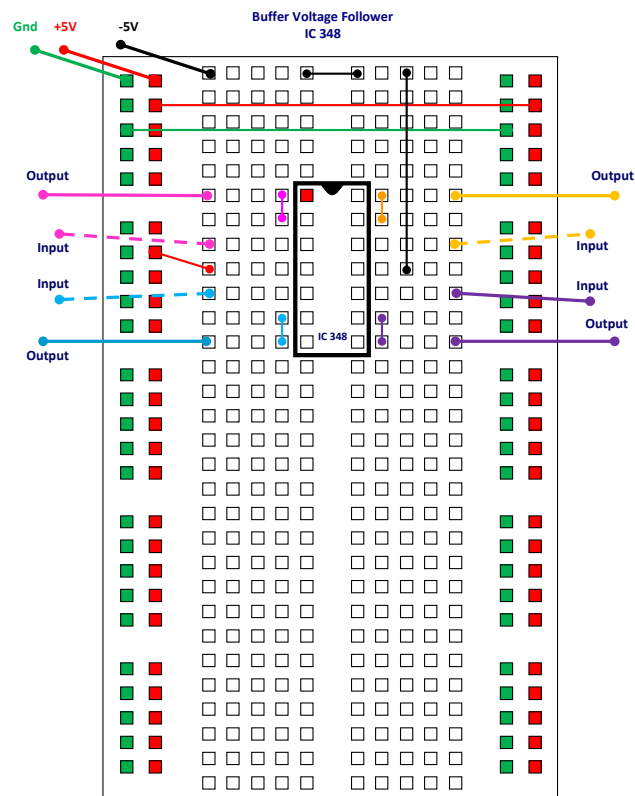 Buffer Voltage Follower
IC 348
Gnd +5V -5V
Output
Output
Input
Input
Input
Input
Output
Output
IC 348